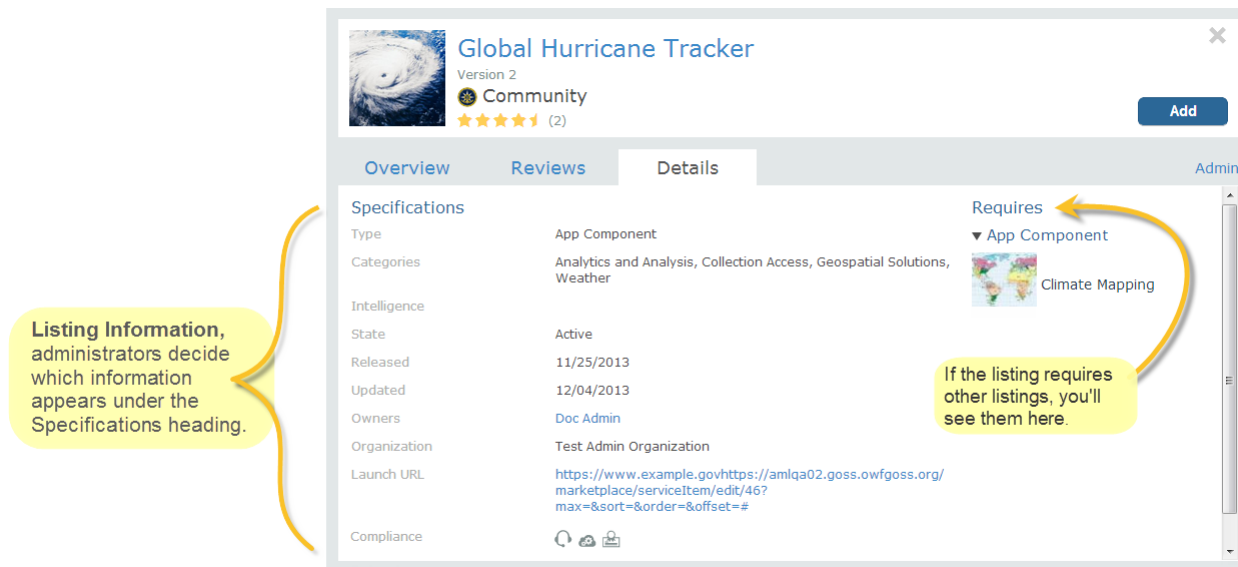 Global Hurricane Tracker
Version 2
Community
(2)
Add
Overview
Reviews
Details
Admin
Specifications
Type
App Component
Categories
Analytics and Analysis, Collection Access, Geospatial Solutions,
Weather
Intelligence
State
Active
Released
11/25/2013
Updated
12/04/2013
Owners
Doc Admin
Organization
Test Admin Organization
Launch URL
https://www.example.govhttps://amlqa02.goss.owfgoss.org/
marketplace/serviceItem/edit/46?
max=&sort=&order=&offset=#
Compliance
Requires
App Component
Climate Mapping
Listing Information,
administrators decide
which information
appears under the
Specifications heading.
If the listing requires
other listings, you'll
see them here.